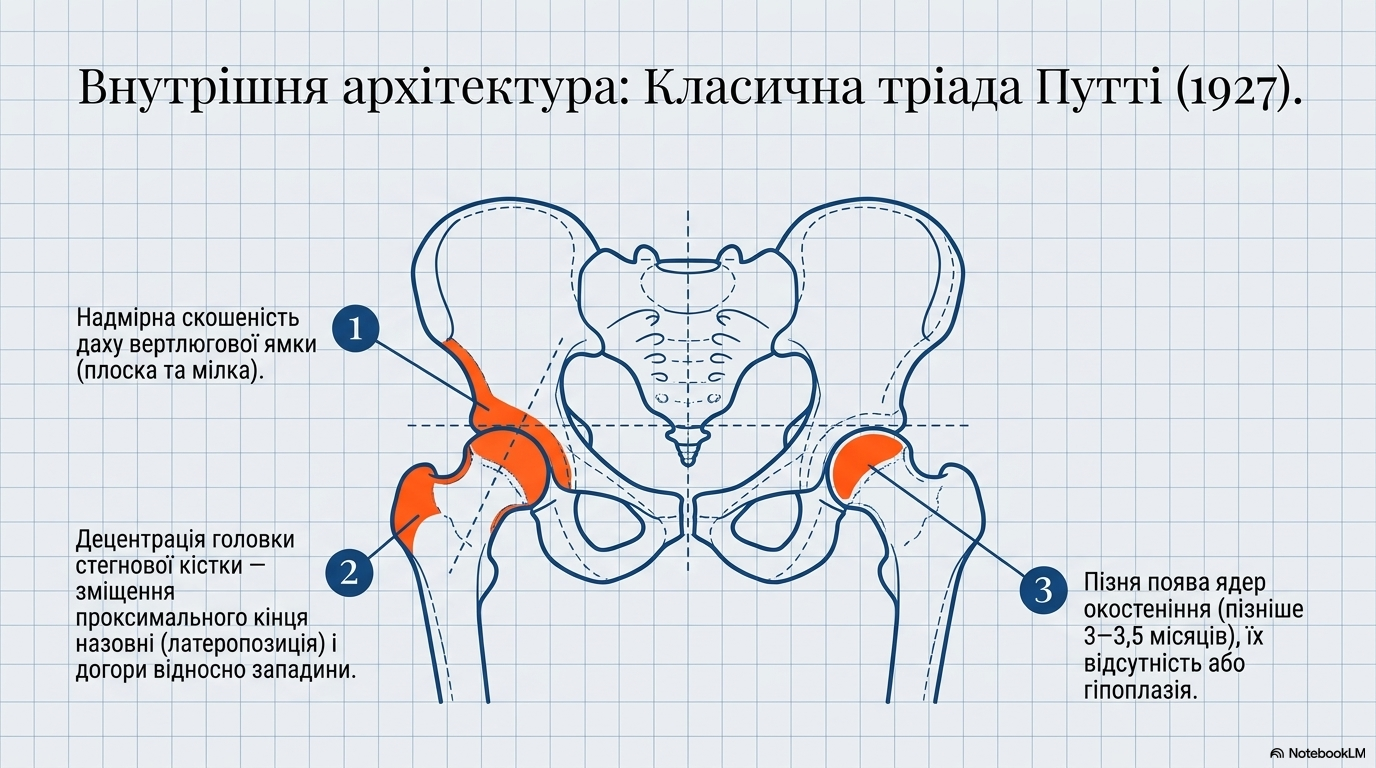 Внутрішня архітектура: Класична тріада Путті (1927).
1
Надмірна скошеність
даху вертлюгової ямки
(плоска та мілка).
2
Децентрація головки
стегнової кістки —
зміщення
проксимального кінця
назовні (латеропозиція) і
догори відносно западини.
3
Пізня поява ядер
окостеніння (пізніше
3—3,5 місяців), їх
відсутність або
гіпоплазія.
NotebookLM